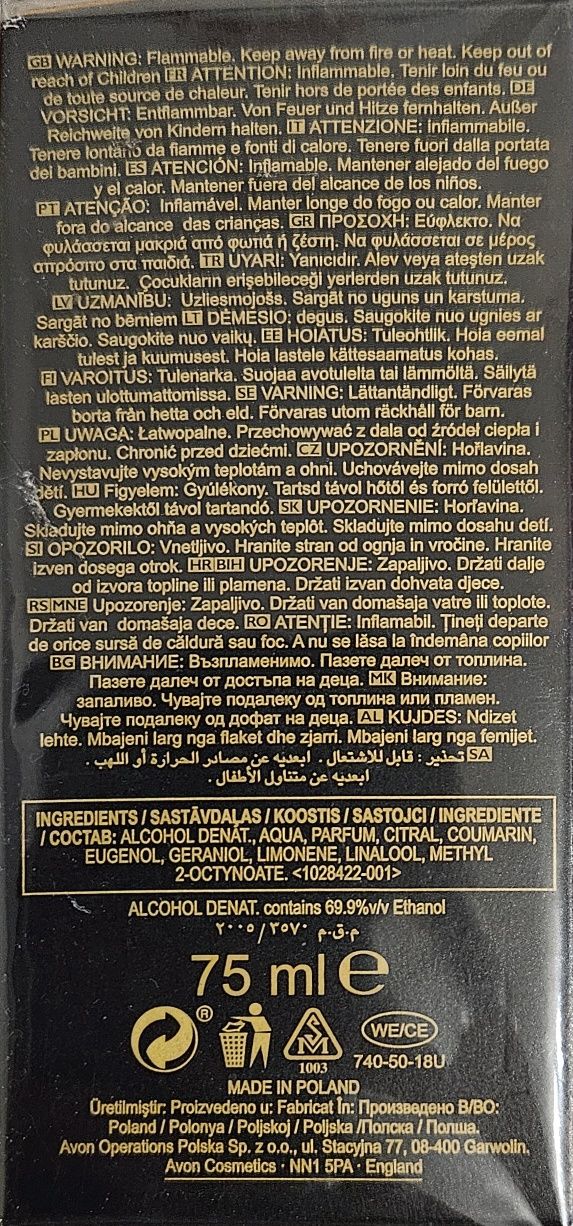 GB WARNING: Flammable. Keep away from fire or heat. Keep out of
reach of Children FR ATTENTION: Inflammable. Tenir loin du feu ou
de toute source de chaleur. Tenir hors de portée des enfants. DE
VORSICHT: Entflammbar. Von Feuer und Hitze fernhalten. Außer
Reichweite von Kindern halten. IT ATTENZIONE: infiammabile.
Tenere lontano da fiamme e fonti di calore. Tenere fuori dalla portata
dei bambini. ES ATENCIÓN: Inflamable. Mantener alejado del fuego
y el calor. Mantener fuera del alcance de los niños.
PT ATENÇÃO: Inflamável. Manter longe do fogo ou calor. Manter
fora do alcance das crianças. GR ΠΡΟΣΟΧΗ: Εύφλεκτο. Να
φυλάσσεται μακριά από φωτιά ή ζέστη. Να φυλάσσεται σε μέρος
απρόσιτο στα παιδιά. TR UYARI: Yanıcıdır. Alev veya ateşten uzak
tutunuz. Çocukların erişebileceği yerlerden uzak tutunuz.
LV UZMANĪBU: Uzliesmojošs. Sargāt no uguns un karstuma.
Sargāt no bērniem LT DĖMESIO: degus. Saugokite nuo ugnies ar
karščio. Saugokite nuo vaikų. EE HOIATUS: Tuleohtlik. Hoia eemal
tulest ja kuumusest. Hoia lastele kättesaamatus kohas.
FI VAROITUS: Tulenarka. Suojaa avotulelta tai lämmöltä. Säilytä
lasten ulottumattomissa. SE VARNING: Lättantändligt. Förvaras
borta från hetta och eld. Förvaras utom räckhåll för barn.
PL UWAGA: Łatwopalne. Przechowywać z dala od źródeł ciepła i
zapłonu. Chronić przed dziećmi. CZ UPOZORNĚNÍ: Hořlavina.
Nevystavujte vysokým teplotám a ohni. Uchovávejte mimo dosah
dětí. HU Figyelem: Gyúlékony. Tartsd távol hőtől és forró felülettől.
Gyermekektől távol tartandó. SK UPOZORNENIE: Horľavina.
Skladujte mimo ohňa a vysokých teplôt. Skladujte mimo dosahu detí.
SI OPOZORILO: Vnetljivo. Hranite stran od ognja in vročine. Hranite
izven dosega otrok. HR BIH UPOZORENJE: Zapaljivo. Držati dalje
od izvora topline ili plamena. Držati izvan dohvata djece.
RS MNE Upozorenje: Zapaljivo. Držati van domašaja vatre ili toplote.
Držati van domašaja dece. RO ATENȚIE: Inflamabil. Țineți departe
de orice sursă de căldură sau foc. A nu se lăsa la îndemâna copiilor
BG ВНИМАНИЕ: Възпламенимо. Пазете далеч от топлина.
Пазете далеч от достъпа на деца. MK Внимание:
запаливо. Чувајте подалеку од топлина или пламен.
Чувајте подалеку од дофат на деца. AL KUJDES: Ndizet
lehte. Mbajeni larg nga flaket dhe zjarri. Mbajeni larg nga femijet.
SA تحذير : قابل للاشتعال . ابعديه عن مصادر الحرارة أو اللهب .
ابعديه عن متناول الأطفال .
INGREDIENTS / SASTĀVDAĻAS / KOOSTIS / SASTOJCI / INGREDIENTE
/ СОСТАВ: ALCOHOL DENAT., AQUA, PARFUM, CITRAL, COUMARIN,
EUGENOL, GERANIOL, LIMONENE, LINALOOL, METHYL
2-OCTYNOATE. <1028422-001>
ALCOHOL DENAT. contains 69.9%v/v Ethanol
م.ق.م ٣٥٧٠ / ٢٠٠٥
75 ml e
®
WE/CE
1003 740-50-18U
MADE IN POLAND
Üretilmiştir: Proizvedeno u: Fabricat în: Произведено В/ВО:
Poland / Polonya / Poljskoj / Poljska /Полска / Полша.
Avon Operations Polska Sp. z o.o., ul. Stacyjna 77, 08-400 Garwolin,
Avon Cosmetics · NN1 5PA · England